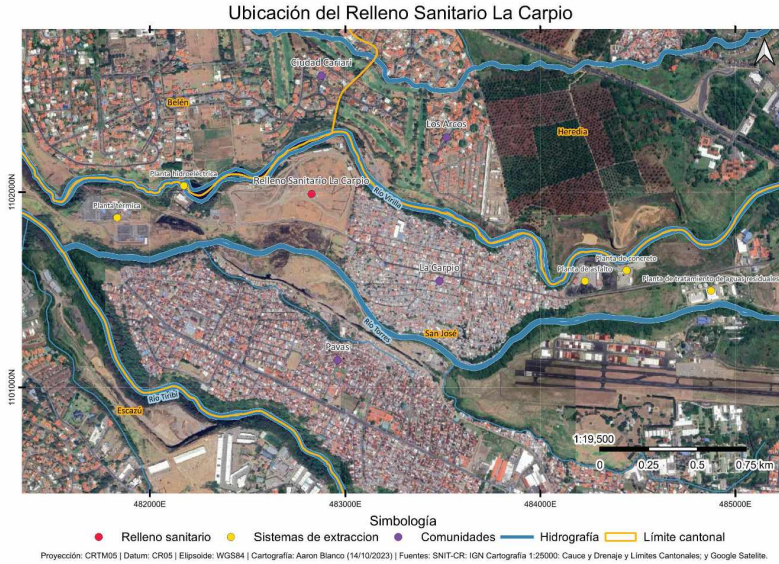 Ubicación del Relleno Sanitario La Carpio
Ciudad Cariari
Belén
Los Arcos
Heredia
Planta hidroeléctrica
Relleno Sanitario La Carpio
Río Virilla
1102000N
Planta térmica
La Carpio
Planta de concreto
Planta de asfalto
Planta de tratamiento de aguas residuales
Río Torres
San José
Pavas
1101000N
Río Tiribí
Escazú
1:19,500
0 0.25 0.5 0.75 km
482000E 483000E 484000E 485000E
Simbología
Relleno sanitario Sistemas de extraccion Comunidades Hidrografía Límite cantonal
Proyección: CRTM05 | Datum: CR05 | Elipsoide: WGS84 | Cartografía: Aaron Blanco (14/10/2023) | Fuentes: SNIT-CR: IGN Cartografía 1:25000: Cauce y Drenaje y Límites Cantonales; y Google Satelite.